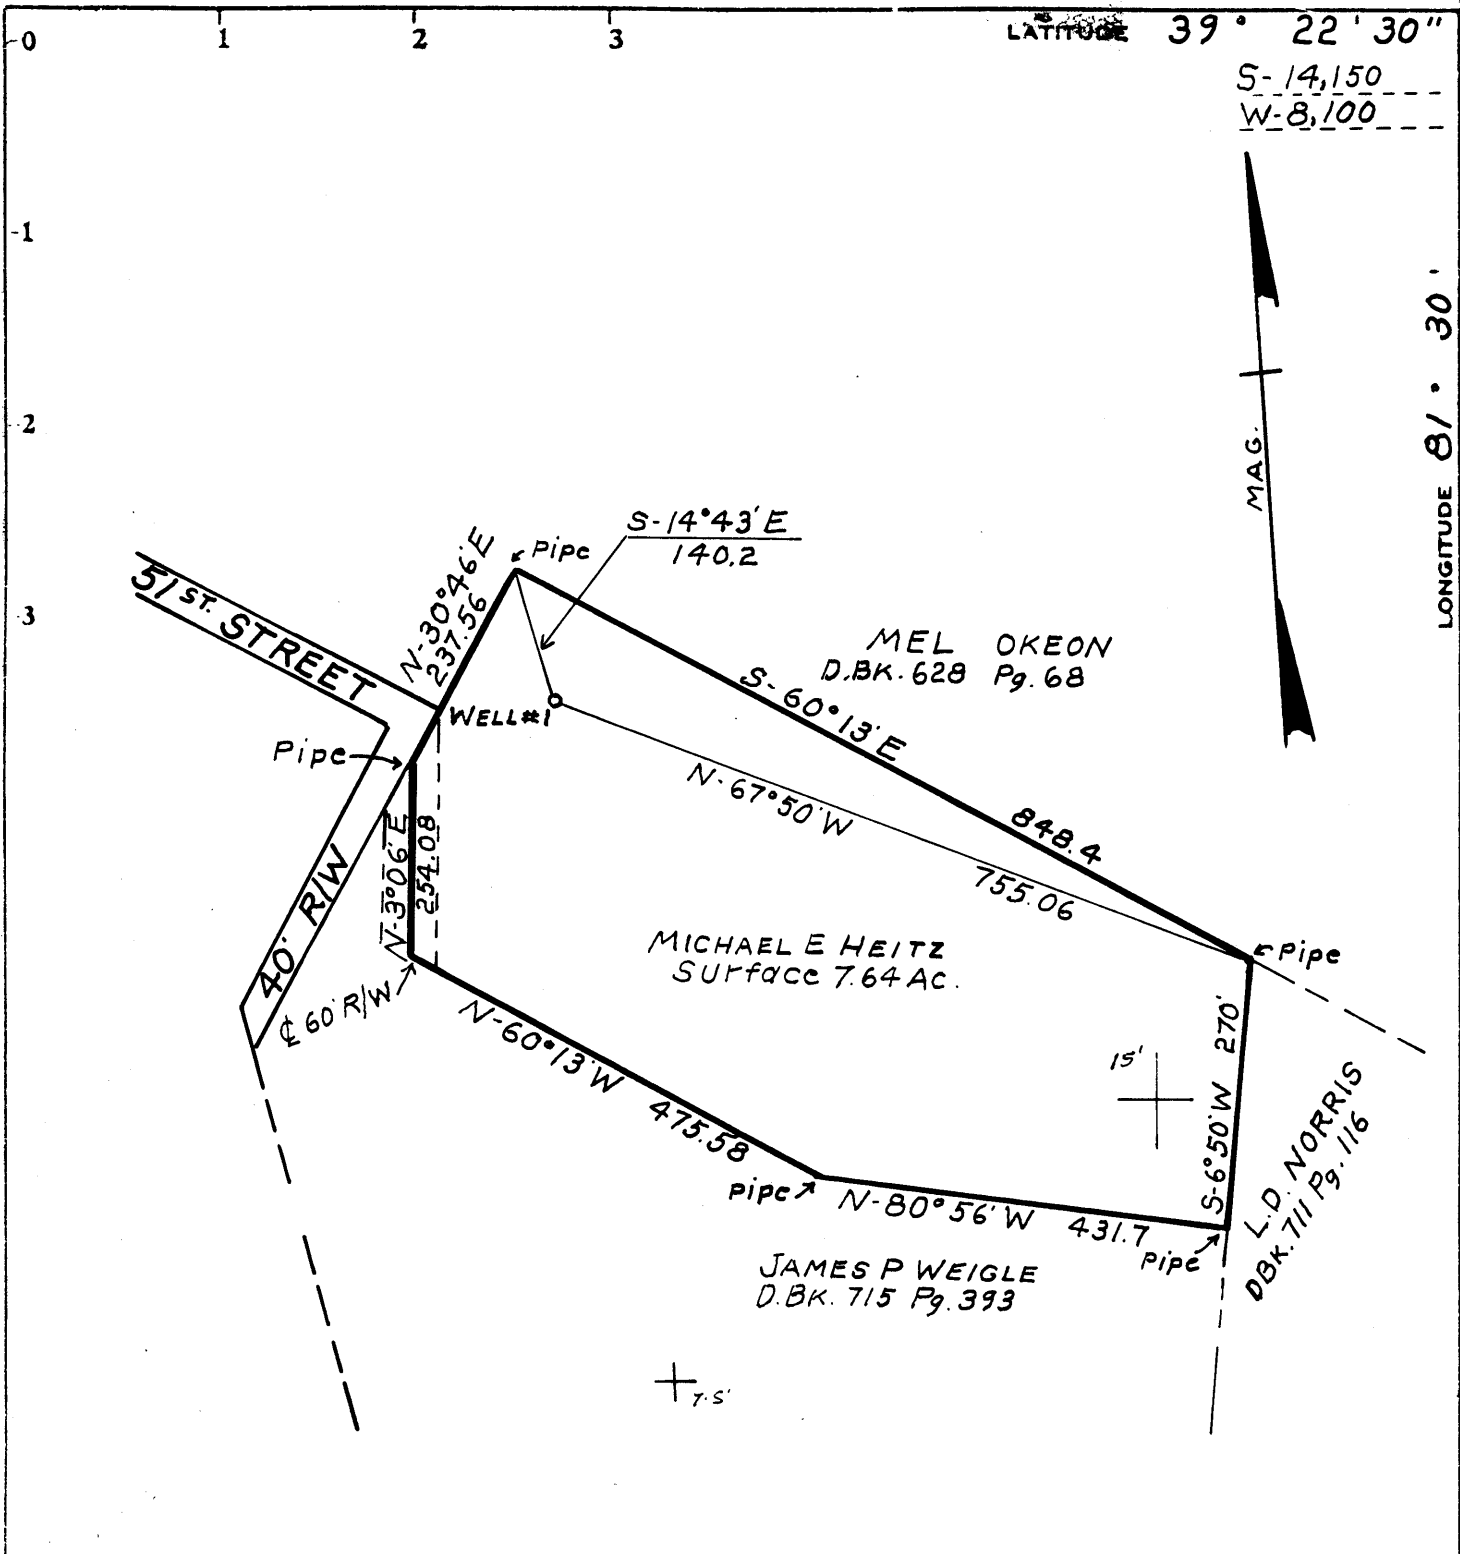 0 1 2 3
LATITUDE 39° 22' 30"
S-14,150
W-8,100
-1
-2
3
LONGITUDE 81° 30'
MAG.
S-14°43'E
140.2
Pipe
N-30°46'E
237.56
51 ST. STREET
MEL OKEON
D.BK. 628 Pg. 68
S-60°13'E 848.4
WELL #1
Pipe
N-67°50'W 755.06
N-3°06'E
254.08
40' R/W
MICHAEL E HEITZ
Surface 7.64 Ac.
Pipe
℄ 60' R/W
N-60°13'W 475.58
15'
S-6°50'W 270'
L.D. NORRIS
DBK. 711 Pg. 116
Pipe
N-80°56'W 431.7
Pipe
JAMES P WEIGLE
D.BK. 715 Pg. 393
7.5'